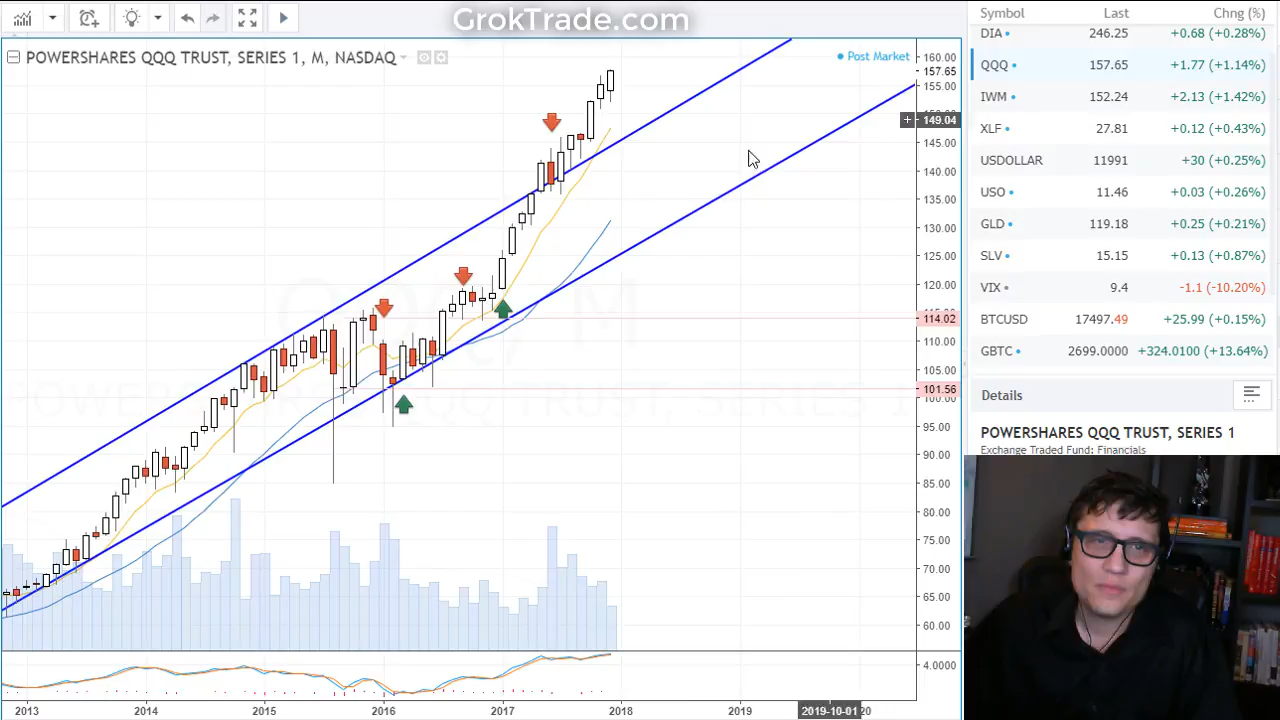 GrokTrade.com
POWERSHARES QQQ TRUST, SERIES 1, M, NASDAQ
Post Market
160.00
157.65
155.00
149.04
145.00
140.00
135.00
130.00
125.00
120.00
114.02
110.00
105.00
101.56
100.00
95.00
90.00
85.00
80.00
75.00
70.00
65.00
60.00
4.0000
2013 2014 2015 2016 2017 2018 2019 2019-10-01 20
Symbol Last Chng (%)
DIA 246.25 +0.68 (+0.28%)
QQQ 157.65 +1.77 (+1.14%)
IWM 152.24 +2.13 (+1.42%)
XLF 27.81 +0.12 (+0.43%)
USDOLLAR 11991 +30 (+0.25%)
USO 11.46 +0.03 (+0.26%)
GLD 119.18 +0.25 (+0.21%)
SLV 15.15 +0.13 (+0.87%)
VIX 9.4 -1.1 (-10.20%)
BTCUSD 17497.49 +25.99 (+0.15%)
GBTC 2699.0000 +324.0100 (+13.64%)
Details
POWERSHARES QQQ TRUST, SERIES 1
Exchange Traded Fund: Financials